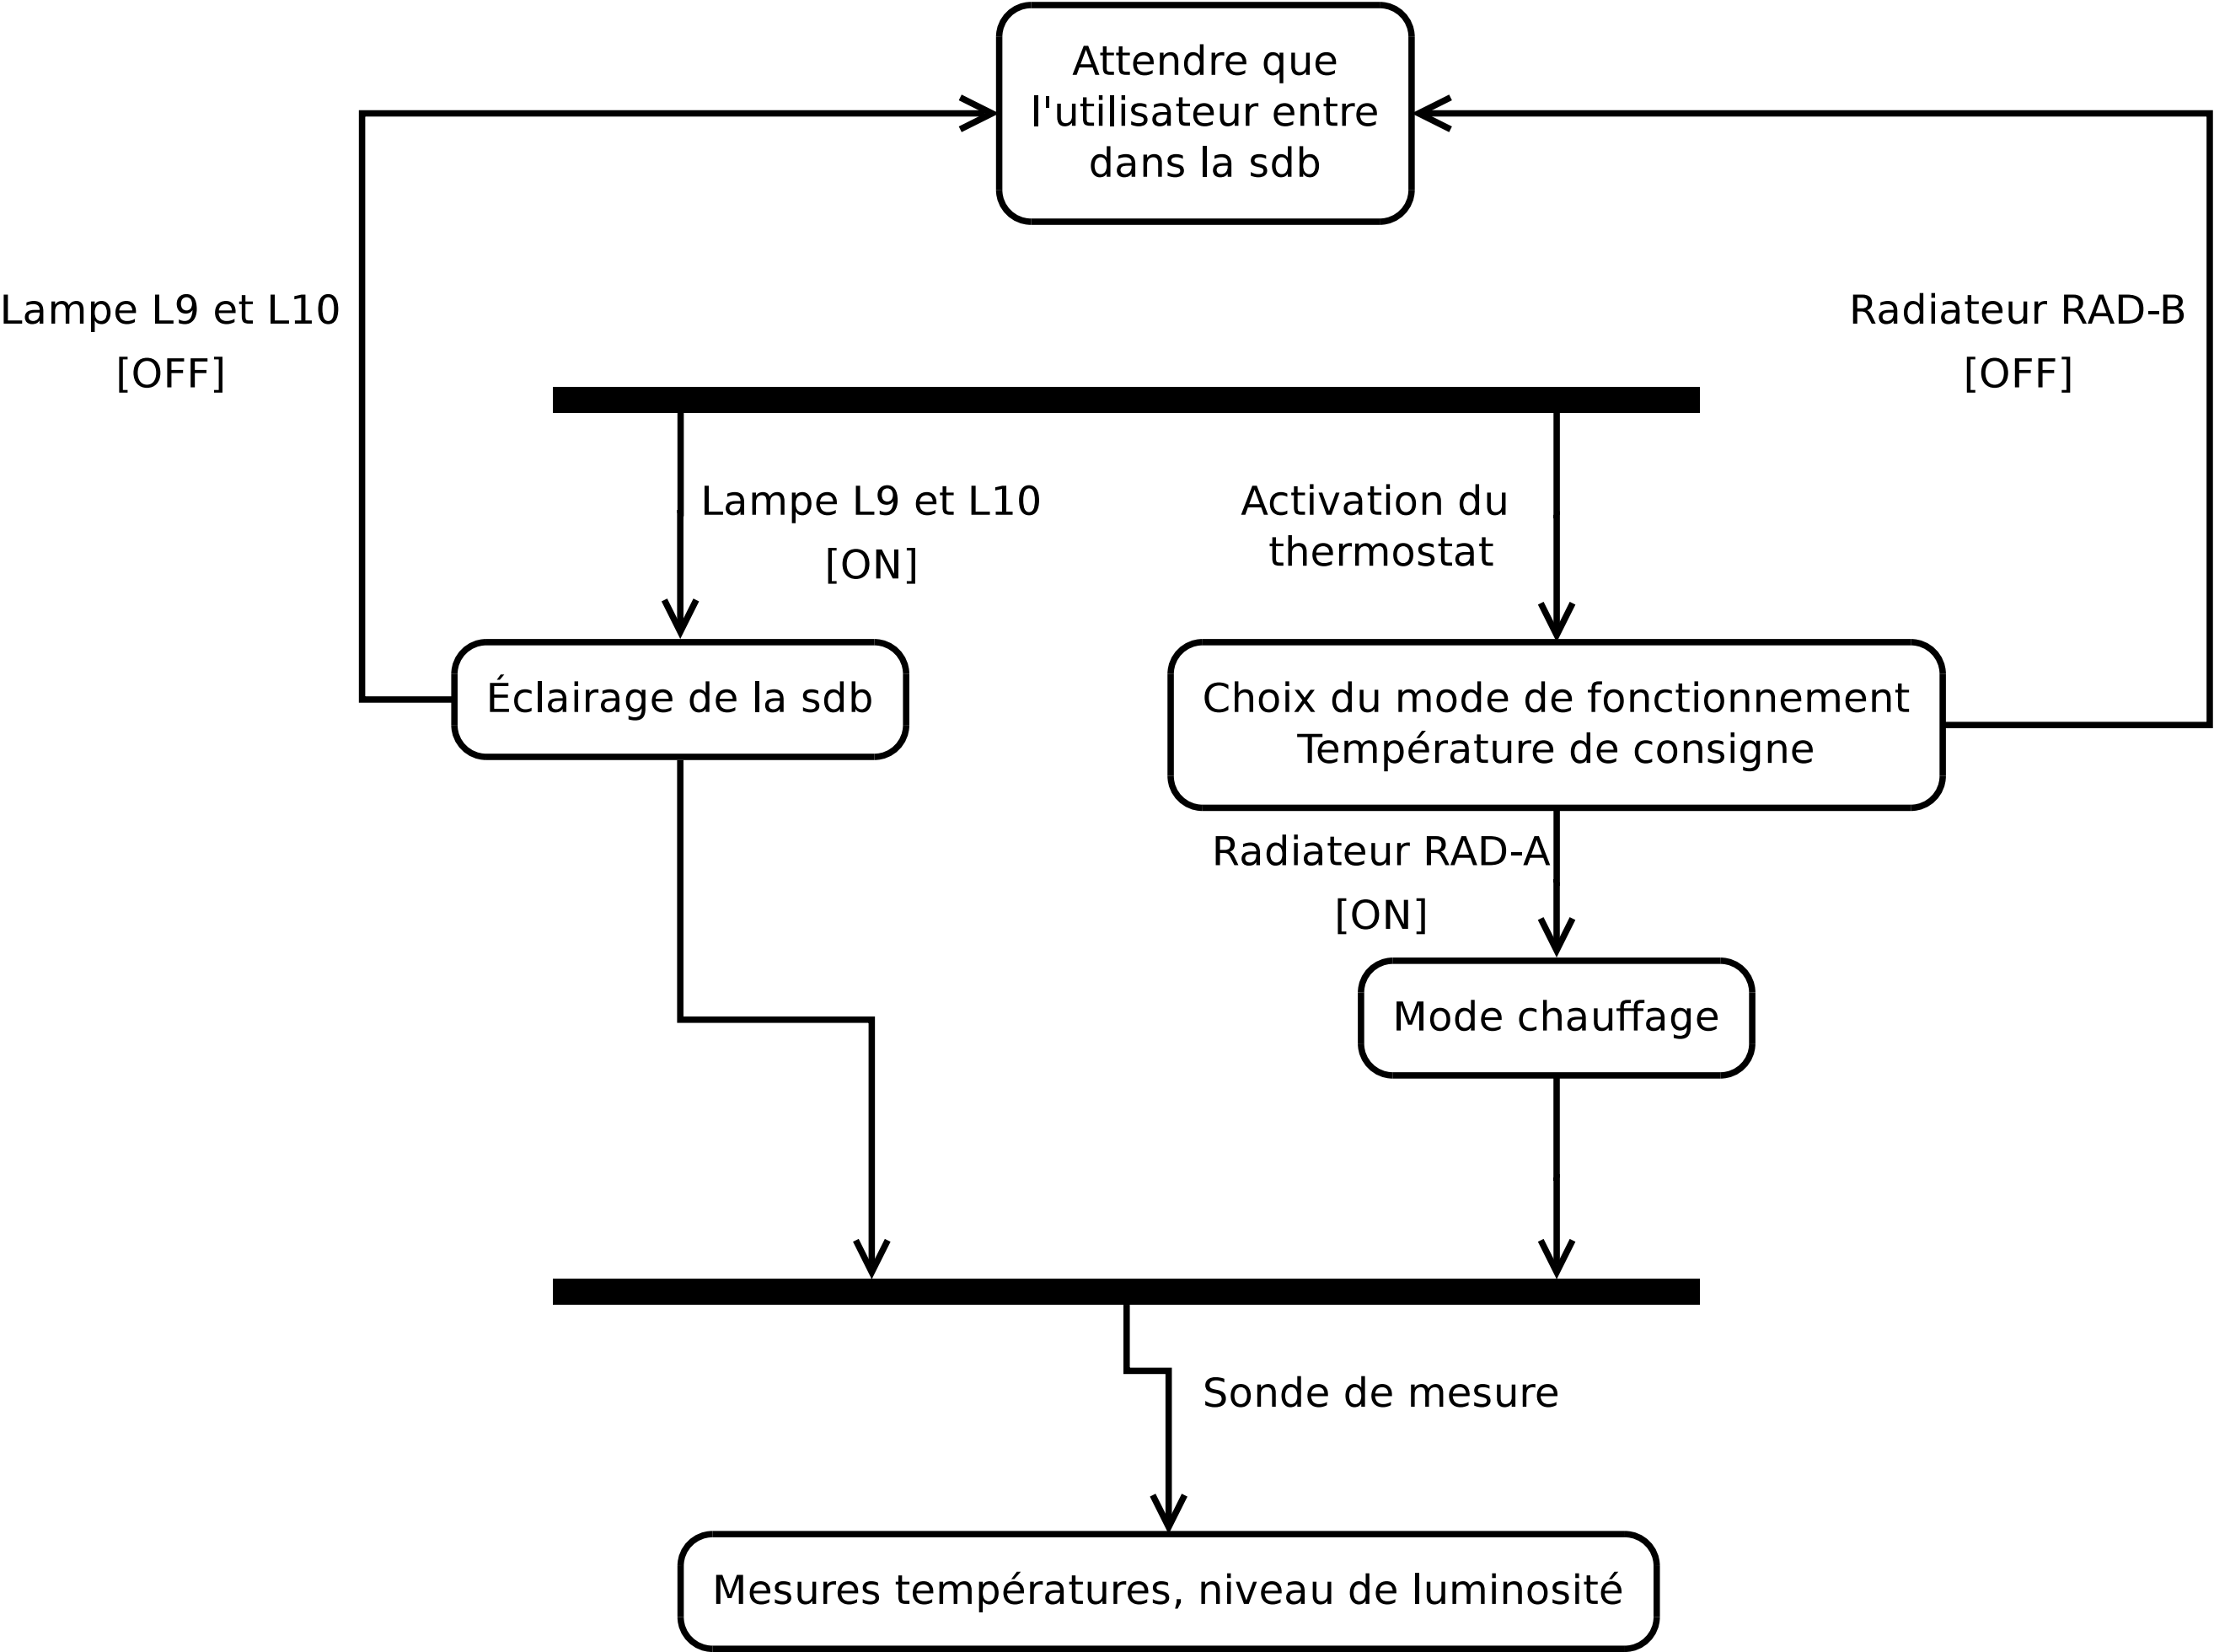 Attendre que
l'utilisateur entre
dans la sdb
Lampe L9 et L10
[OFF]
Radiateur RAD-B
[OFF]
Lampe L9 et L10
[ON]
Activation du
thermostat
Éclairage de la sdb
Choix du mode de fonctionnement
Température de consigne
Radiateur RAD-A
[ON]
Mode chauffage
Sonde de mesure
Mesures températures, niveau de luminosité